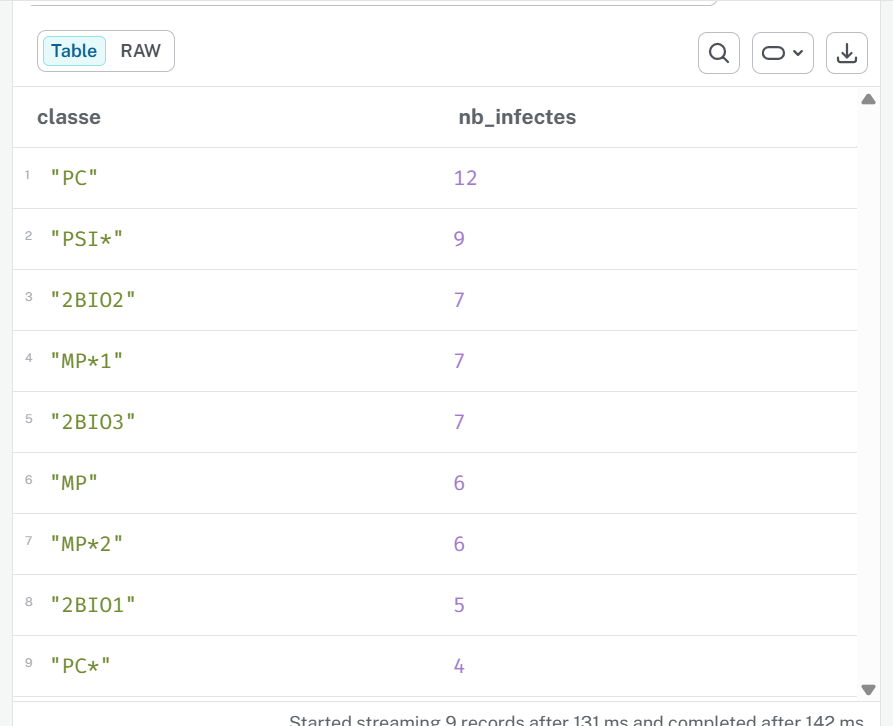 Table RAW
classe nb_infectes
1 "PC" 12
2 "PSI*" 9
3 "2BIO2" 7
4 "MP*1" 7
5 "2BIO3" 7
6 "MP" 6
7 "MP*2" 6
8 "2BIO1" 5
9 "PC*" 4
Started streaming 9 records after 131 ms and completed after 142 ms.